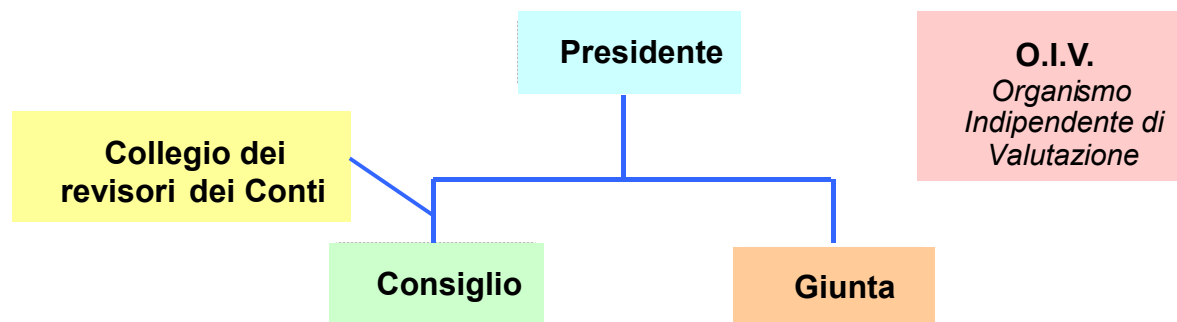 Presidente
O.I.V.
Organismo
Indipendente di
Valutazione
Collegio dei
revisori dei Conti
Consiglio
Giunta